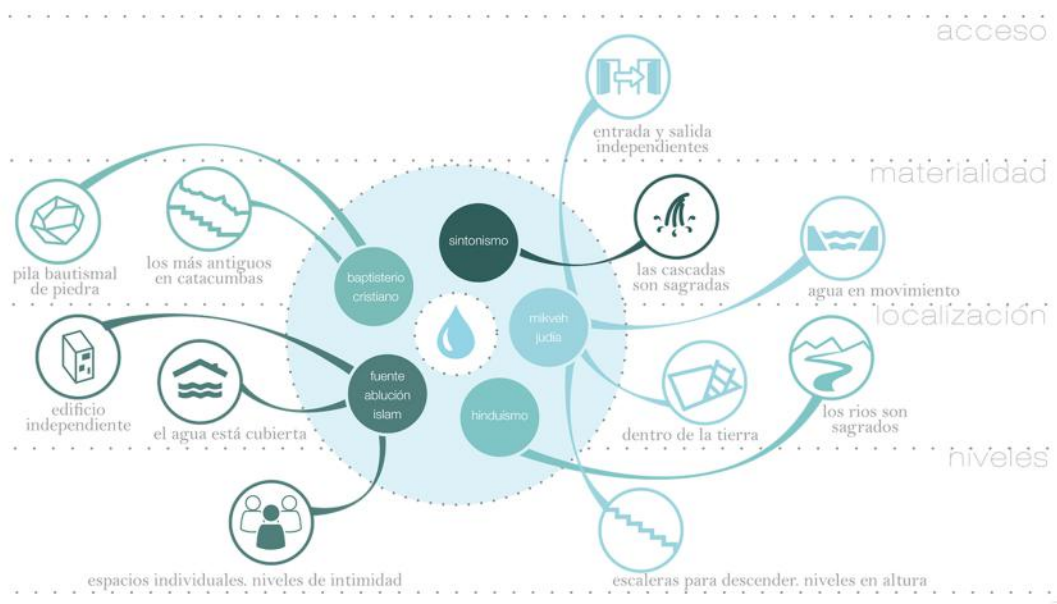 acceso
entrada y salida
independientes
materialidad
pila bautismal
de piedra
los más antiguos
en catacumbas
baptisterio
cristiano
sintonismo
las cascadas
son sagradas
agua en movimiento
localización
mikveh
judía
edificio
independiente
el agua está cubierta
fuente
ablución
islam
hinduismo
dentro de la tierra
los rios son
sagrados
niveles
espacios individuales. niveles de intimidad
escaleras para descender. niveles en altura